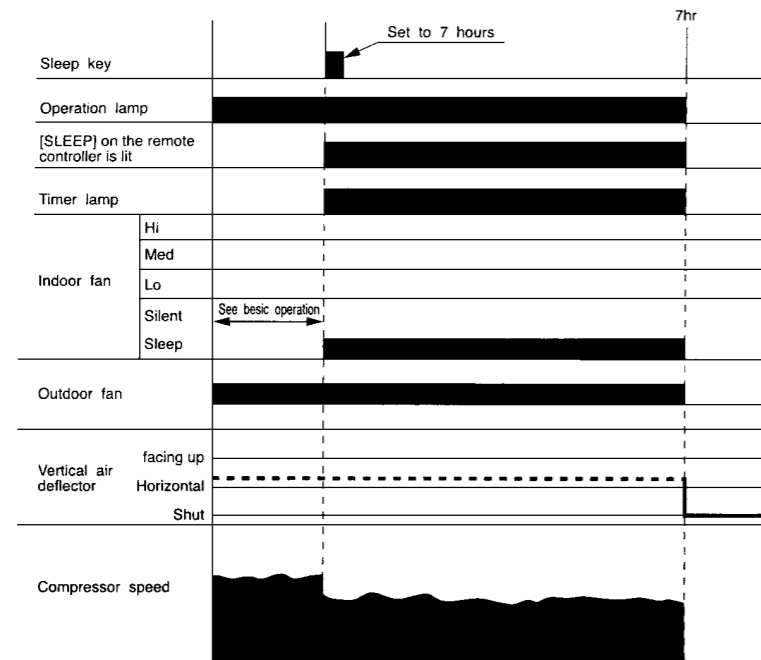 7hr
Set to 7 hours
Sleep key
Operation lamp
[SLEEP] on the remote
controller is lit
Timer lamp
Indoor fan
Hi
Med
Lo
Silent
See besic operation
Sleep
Outdoor fan
Vertical air
deflector
facing up
Horizontal
Shut
Compressor speed